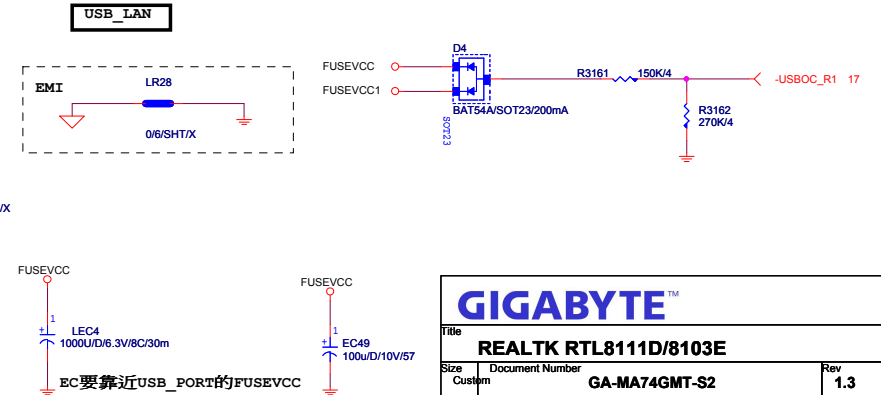 USB_LAN
EMI
LR28
0/6/SHT/X
FUSEVCC
FUSEVCC1
D4
BAT54A/SOT23/200mA
SOT23
R3161
150K/4
-USBOC_R1 17
R3162
270K/4
/X
FUSEVCC
1
+
LEC4
1000U/D/6.3V/8C/30m
FUSEVCC
1
+
EC49
100u/D/10V/57
EC要靠近USB_PORT的FUSEVCC
GIGABYTE™
Title
REALTK RTL8111D/8103E
Size
Custom
Document Number
GA-MA74GMT-S2
Rev
1.3